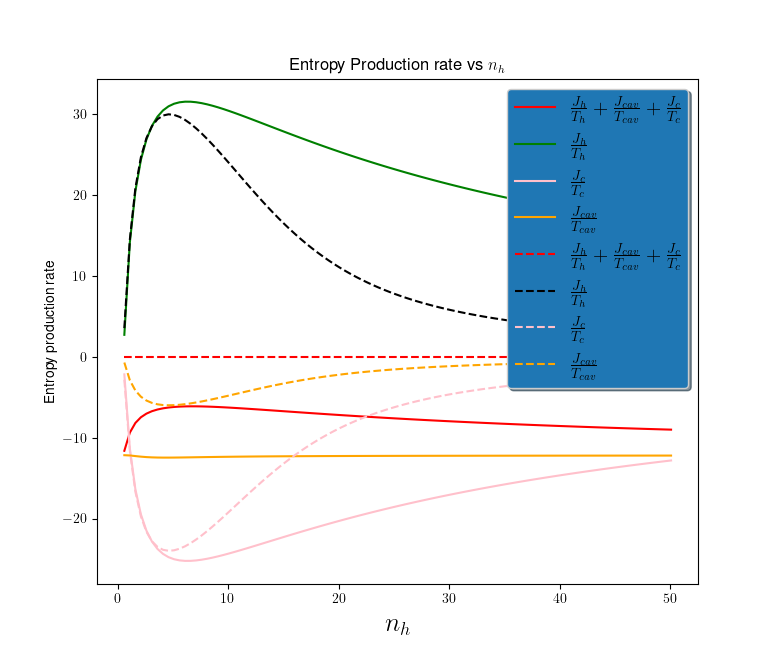 Entropy Production rate vs $n_h$
Entropy production rate
30
20
10
0
−10
−20
$\frac{J_h}{T_h} + \frac{J_{cav}}{T_{cav}} + \frac{J_c}{T_c}$
$\frac{J_h}{T_h}$
$\frac{J_c}{T_c}$
$\frac{J_{cav}}{T_{cav}}$
$\frac{J_h}{T_h} + \frac{J_{cav}}{T_{cav}} + \frac{J_c}{T_c}$
$\frac{J_h}{T_h}$
$\frac{J_c}{T_c}$
$\frac{J_{cav}}{T_{cav}}$
0 10 20 30 40 50
$n_h$